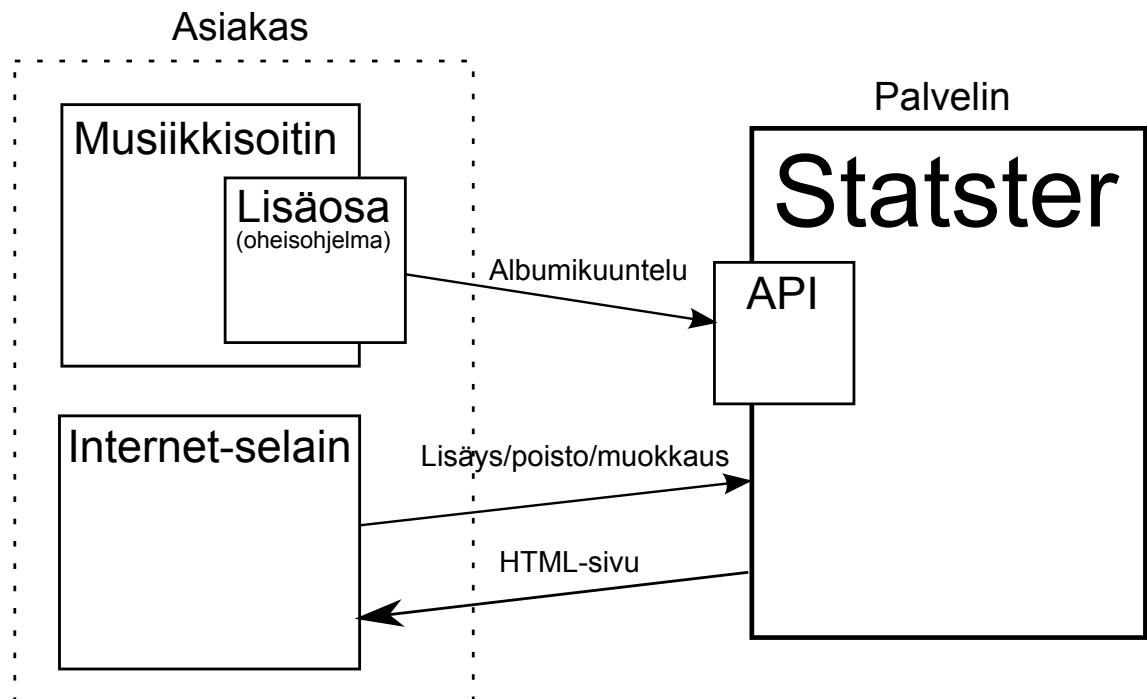 Asiakas
Musiikkisoitin
Lisäosa
(oheisohjelma)
Internet-selain
Albumikuuntelu
Lisäys/poisto/muokkaus
HTML-sivu
Palvelin
Statster
API